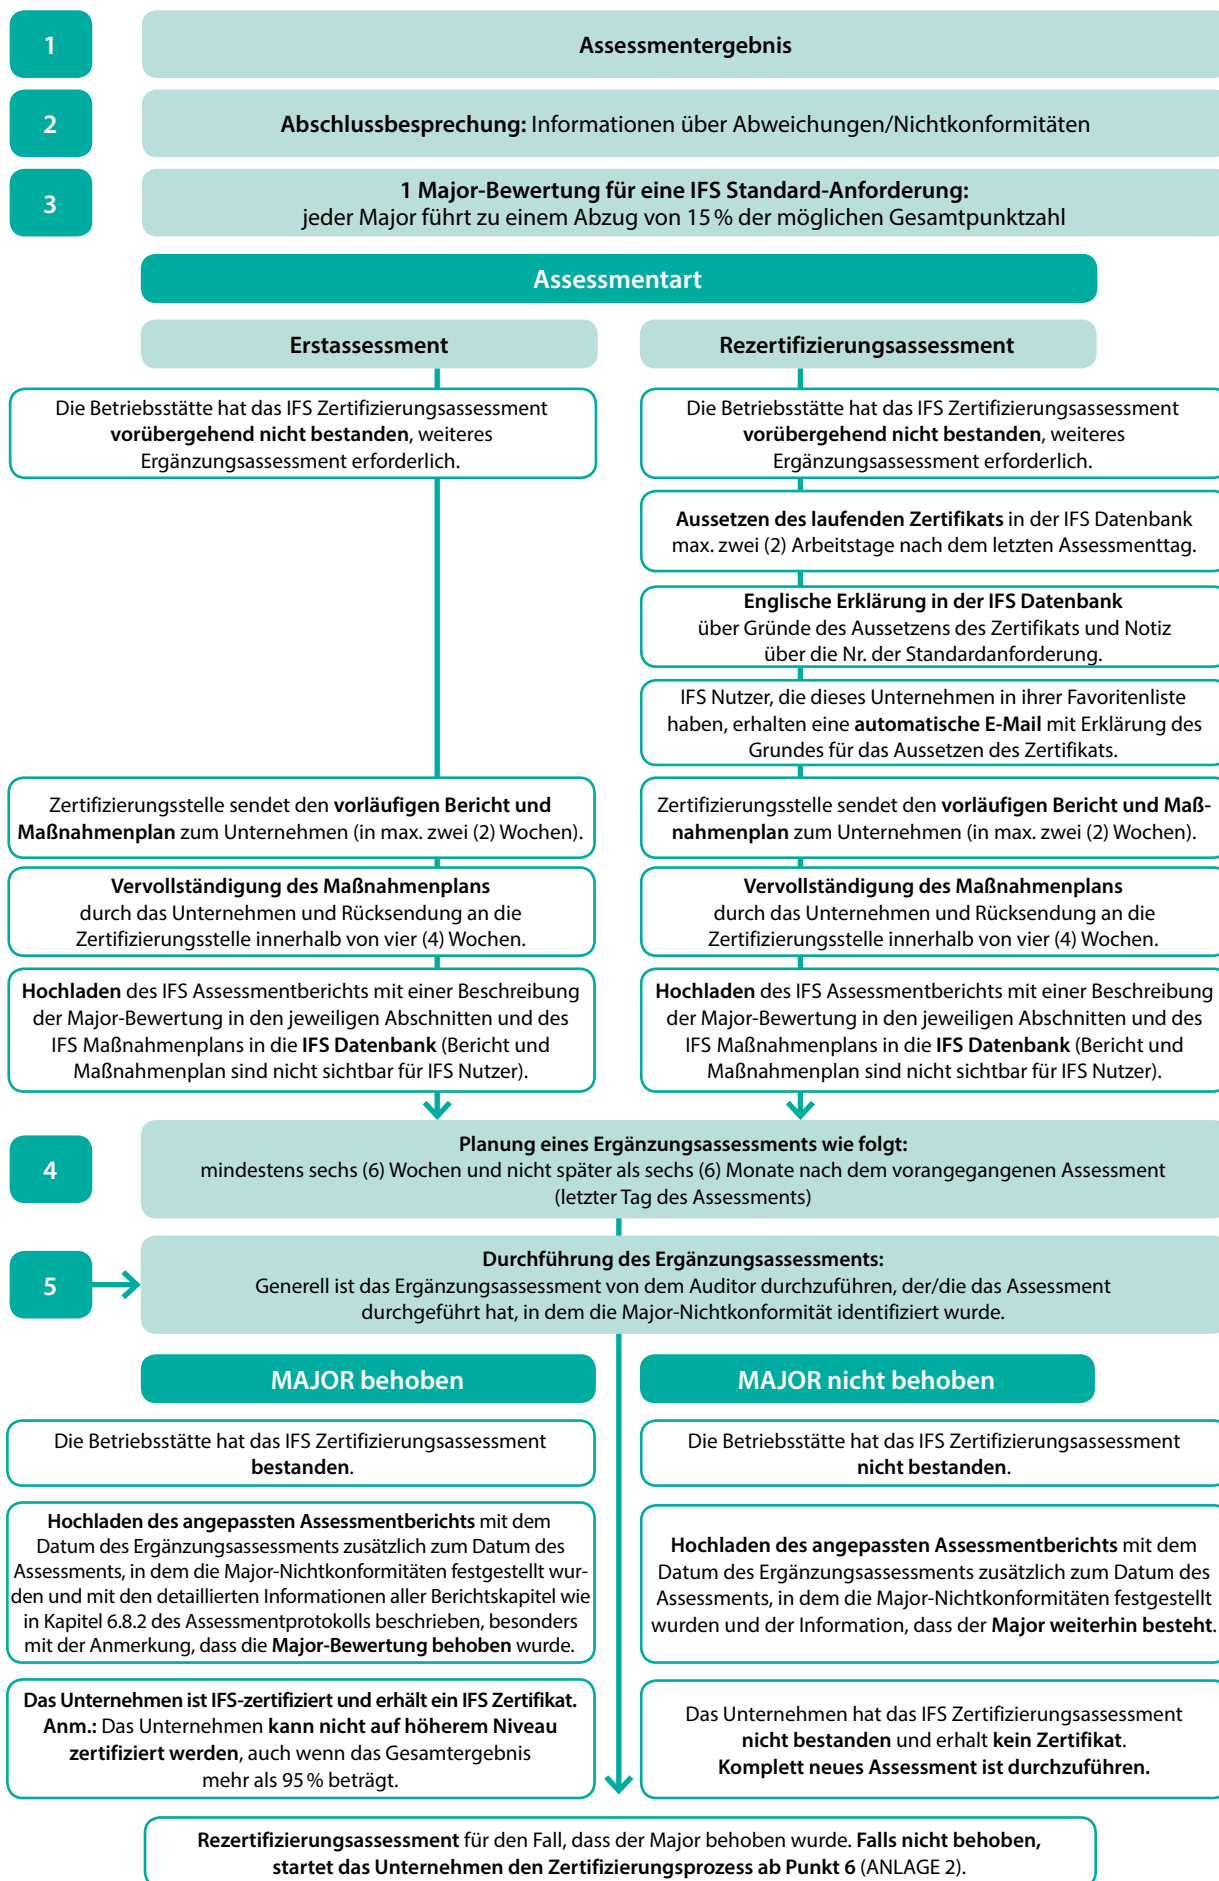 1
Assessmentergebnis
2
Abschlussbesprechung: Informationen über Abweichungen/Nichtkonformitäten
3
1 Major-Bewertung für eine IFS Standard-Anforderung:
jeder Major führt zu einem Abzug von 15 % der möglichen Gesamtpunktzahl
Assessmentart
Erstassessment
Die Betriebsstätte hat das IFS Zertifizierungsassessment
vorübergehend nicht bestanden, weiteres
Ergänzungsassessment erforderlich.
Zertifizierungsstelle sendet den vorläufigen Bericht und
Maßnahmenplan zum Unternehmen (in max. zwei (2) Wochen).
Vervollständigung des Maßnahmenplans
durch das Unternehmen und Rücksendung an die
Zertifizierungsstelle innerhalb von vier (4) Wochen.
Hochladen des IFS Assessmentberichts mit einer Beschreibung
der Major-Bewertung in den jeweiligen Abschnitten und des
IFS Maßnahmenplans in die IFS Datenbank (Bericht und
Maßnahmenplan sind nicht sichtbar für IFS Nutzer).
Rezertifizierungsassessment
Die Betriebsstätte hat das IFS Zertifizierungsassessment
vorübergehend nicht bestanden, weiteres
Ergänzungsassessment erforderlich.
Aussetzen des laufenden Zertifikats in der IFS Datenbank
max. zwei (2) Arbeitstage nach dem letzten Assessmenttag.
Englische Erklärung in der IFS Datenbank
über Gründe des Aussetzens des Zertifikats und Notiz
über die Nr. der Standardanforderung.
IFS Nutzer, die dieses Unternehmen in ihrer Favoritenliste
haben, erhalten eine automatische E-Mail mit Erklärung des
Grundes für das Aussetzen des Zertifikats.
Zertifizierungsstelle sendet den vorläufigen Bericht und Maß-
nahmenplan zum Unternehmen (in max. zwei (2) Wochen).
Vervollständigung des Maßnahmenplans
durch das Unternehmen und Rücksendung an die
Zertifizierungsstelle innerhalb von vier (4) Wochen.
Hochladen des IFS Assessmentberichts mit einer Beschreibung
der Major-Bewertung in den jeweiligen Abschnitten und des
IFS Maßnahmenplans in die IFS Datenbank (Bericht und
Maßnahmenplan sind nicht sichtbar für IFS Nutzer).
4
Planung eines Ergänzungsassessments wie folgt:
mindestens sechs (6) Wochen und nicht später als sechs (6) Monate nach dem vorangegangenen Assessment
(letzter Tag des Assessments)
5
Durchführung des Ergänzungsassessments:
Generell ist das Ergänzungsassessment von dem Auditor durchzuführen, der/die das Assessment
durchgeführt hat, in dem die Major-Nichtkonformität identifiziert wurde.
MAJOR behoben
Die Betriebsstätte hat das IFS Zertifizierungsassessment
bestanden.
Hochladen des angepassten Assessmentberichts mit dem
Datum des Ergänzungsassessments zusätzlich zum Datum des
Assessments, in dem die Major-Nichtkonformitäten festgestellt wur-
den und mit den detaillierten Informationen aller Berichtskapitel wie
in Kapitel 6.8.2 des Assessmentprotokolls beschrieben, besonders
mit der Anmerkung, dass die Major-Bewertung behoben wurde.
Das Unternehmen ist IFS-zertifiziert und erhält ein IFS Zertifikat.
Anm.: Das Unternehmen kann nicht auf höherem Niveau
zertifiziert werden, auch wenn das Gesamtergebnis
mehr als 95 % beträgt.
MAJOR nicht behoben
Die Betriebsstätte hat das IFS Zertifizierungsassessment
nicht bestanden.
Hochladen des angepassten Assessmentberichts mit dem
Datum des Ergänzungsassessments zusätzlich zum Datum des
Assessments, in dem die Major-Nichtkonformitäten festgestellt
wurden und der Information, dass der Major weiterhin besteht.
Das Unternehmen hat das IFS Zertifizierungsassessment
nicht bestanden und erhalt kein Zertifikat.
Komplett neues Assessment ist durchzuführen.
Rezertifizierungsassessment für den Fall, dass der Major behoben wurde. Falls nicht behoben,
startet das Unternehmen den Zertifizierungsprozess ab Punkt 6 (ANLAGE 2).